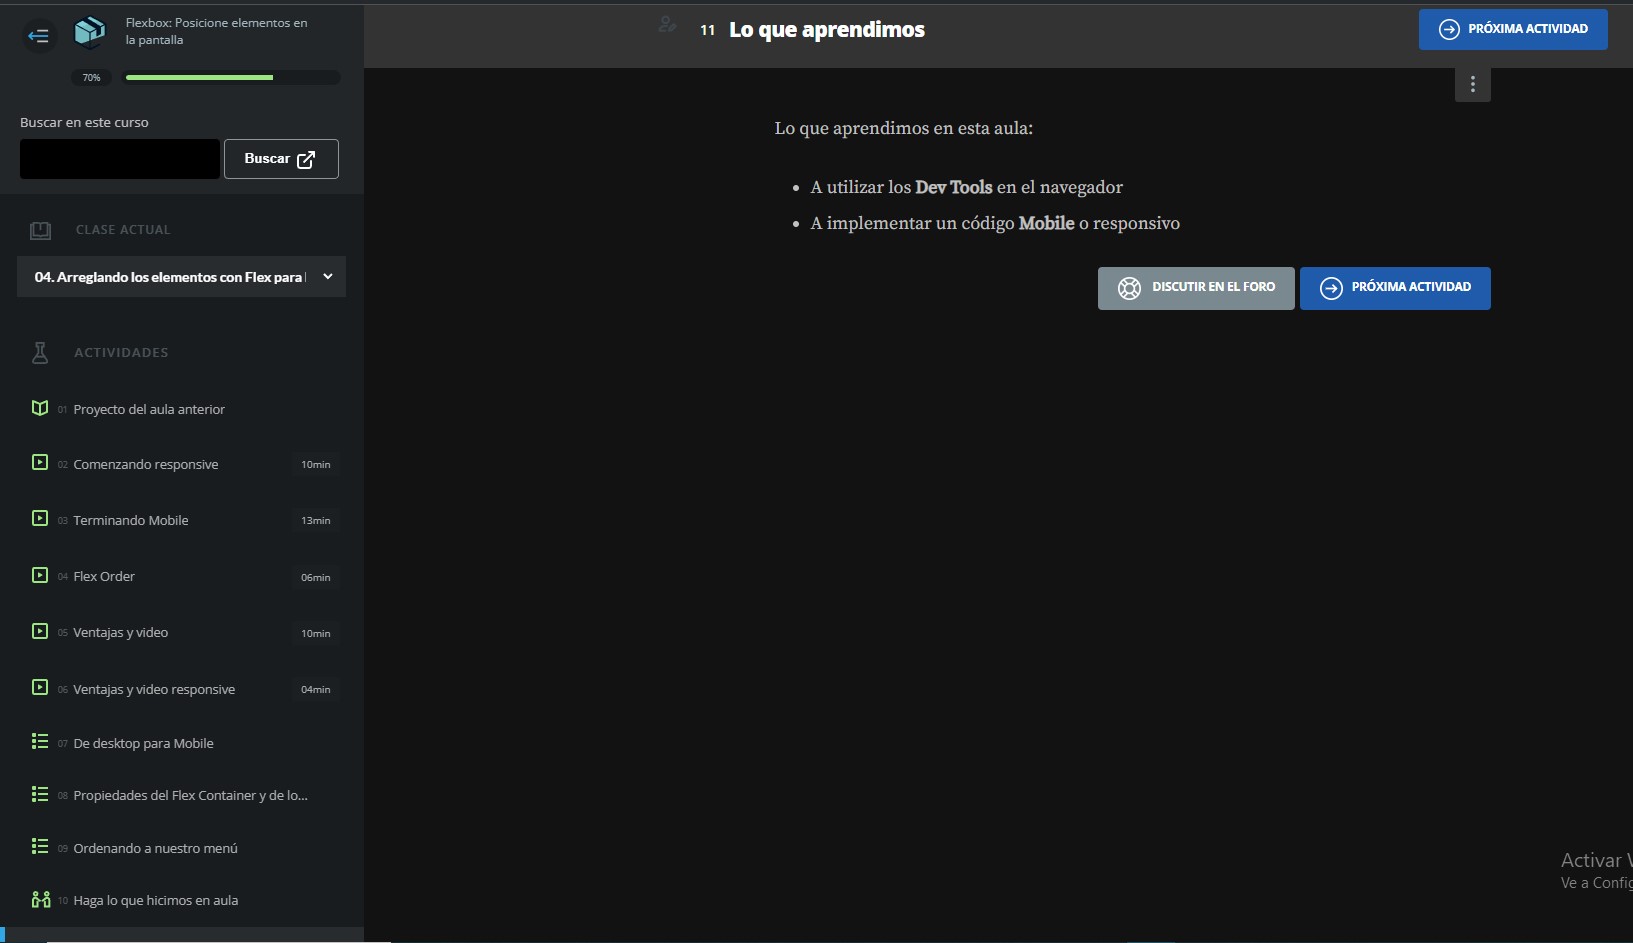 Flexbox: Posicione elementos en
la pantalla
70%
Buscar en este curso
Buscar
CLASE ACTUAL
04. Arreglando los elementos con Flex para
ACTIVIDADES
01 Proyecto del aula anterior
02 Comenzando responsive 10min
03 Terminando Mobile 13min
04 Flex Order 06min
05 Ventajas y video 10min
06 Ventajas y video responsive 04min
07 De desktop para Mobile
08 Propiedades del Flex Container y de lo...
09 Ordenando a nuestro menú
10 Haga lo que hicimos en aula
11 Lo que aprendimos
PRÓXIMA ACTIVIDAD
Lo que aprendimos en esta aula:
• A utilizar los Dev Tools en el navegador
• A implementar un código Mobile o responsivo
DISCUTIR EN EL FORO
PRÓXIMA ACTIVIDAD
Activar
Ve a Config